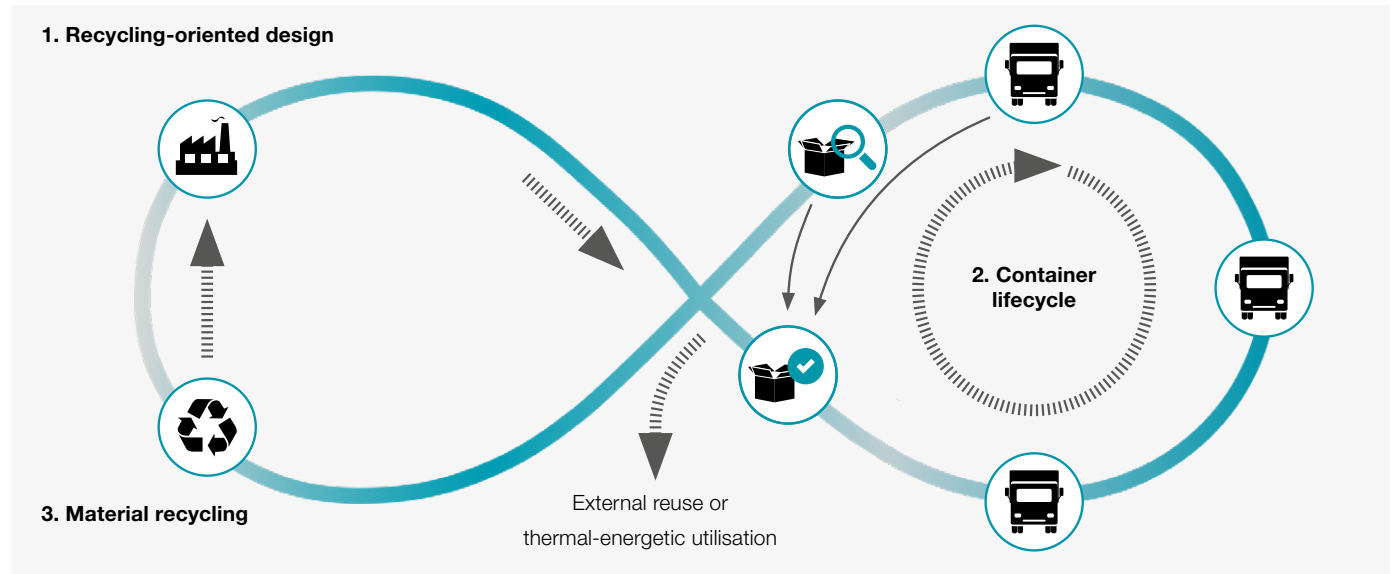 1. Recycling-oriented design
2. Container
lifecycle
External reuse or
thermal-energetic utilisation
3. Material recycling